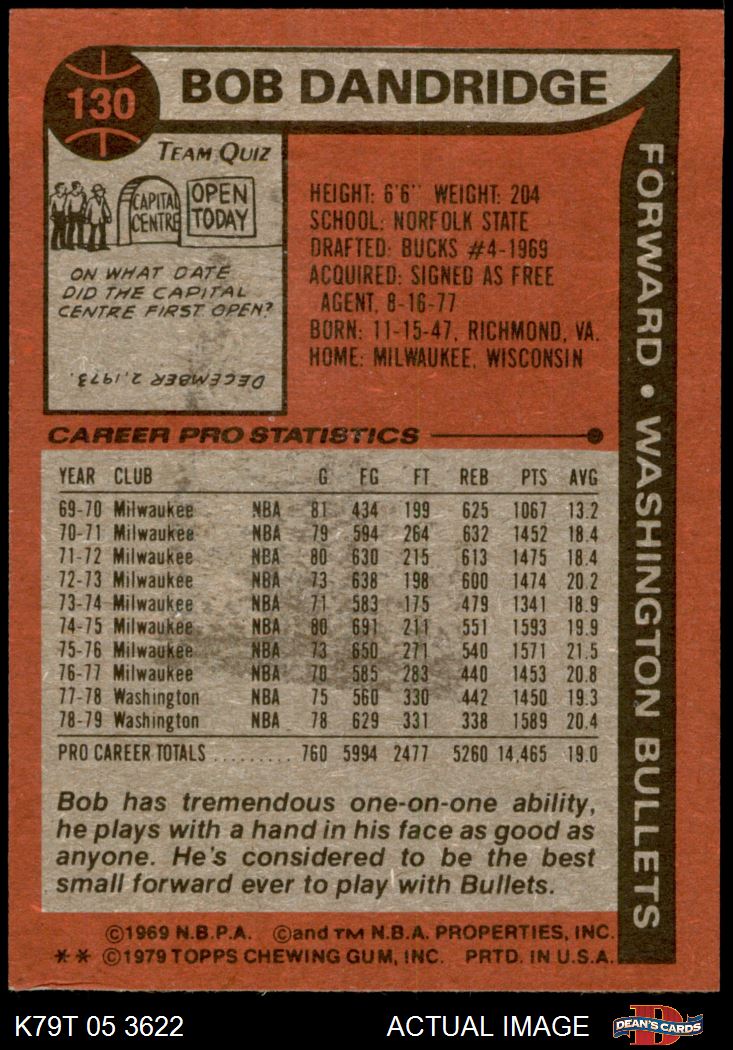 130
BOB DANDRIDGE
TEAM QUIZ
CAPITAL
CENTRE
OPEN
TODAY
ON WHAT DATE
DID THE CAPITAL
CENTRE FIRST OPEN?
DECEMBER 2, 1973.
HEIGHT: 6'6" WEIGHT: 204
SCHOOL: NORFOLK STATE
DRAFTED: BUCKS #4-1969
ACQUIRED: SIGNED AS FREE
AGENT, 8-16-77
BORN: 11-15-47, RICHMOND, VA.
HOME: MILWAUKEE, WISCONSIN
FORWARD • WASHINGTON BULLETS
CAREER PRO STATISTICS
YEAR CLUB G FG FT REB PTS AVG
69-70 Milwaukee NBA 81 434 199 625 1067 13.2
70-71 Milwaukee NBA 79 594 264 632 1452 18.4
71-72 Milwaukee NBA 80 630 215 613 1475 18.4
72-73 Milwaukee NBA 73 638 198 600 1474 20.2
73-74 Milwaukee NBA 71 583 175 479 1341 18.9
74-75 Milwaukee NBA 80 691 211 551 1593 19.9
75-76 Milwaukee NBA 73 650 271 540 1571 21.5
76-77 Milwaukee NBA 70 585 283 440 1453 20.8
77-78 Washington NBA 75 560 330 442 1450 19.3
78-79 Washington NBA 78 629 331 338 1589 20.4
PRO CAREER TOTALS ......... 760 5994 2477 5260 14,465 19.0
Bob has tremendous one-on-one ability,
he plays with a hand in his face as good as
anyone. He's considered to be the best
small forward ever to play with Bullets.
©1969 N.B.P.A. ©and TM N.B.A. PROPERTIES, INC.
** ©1979 TOPPS CHEWING GUM, INC. PRTD. IN U.S.A.
K79T 05 3622
ACTUAL IMAGE
D
DEAN'S CARDS